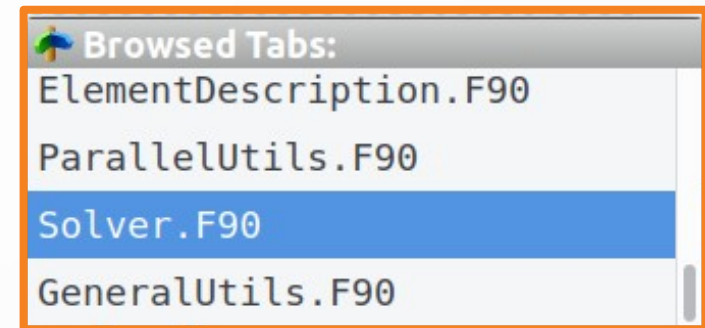 Browsed Tabs:
ElementDescription.F90
ParallelUtils.F90
Solver.F90
GeneralUtils.F90